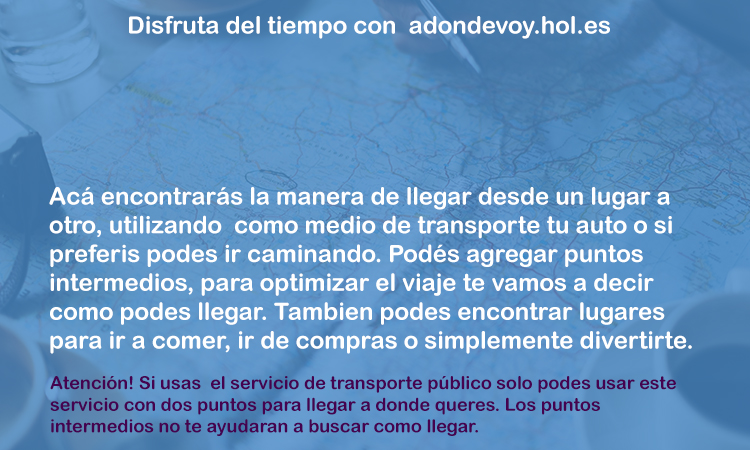 Disfruta del tiempo con  adondevoy.hol.es
Acá encontrarás la manera de llegar desde un lugar a
otro, utilizando  como medio de transporte tu auto o si
preferis podes ir caminando. Podés agregar puntos
intermedios, para optimizar el viaje te vamos a decir
como podes llegar. Tambien podes encontrar lugares
para ir a comer, ir de compras o simplemente divertirte.
Atención! Si usas  el servicio de transporte público solo podes usar este
servicio con dos puntos para llegar a donde queres. Los puntos
intermedios no te ayudaran a buscar como llegar.